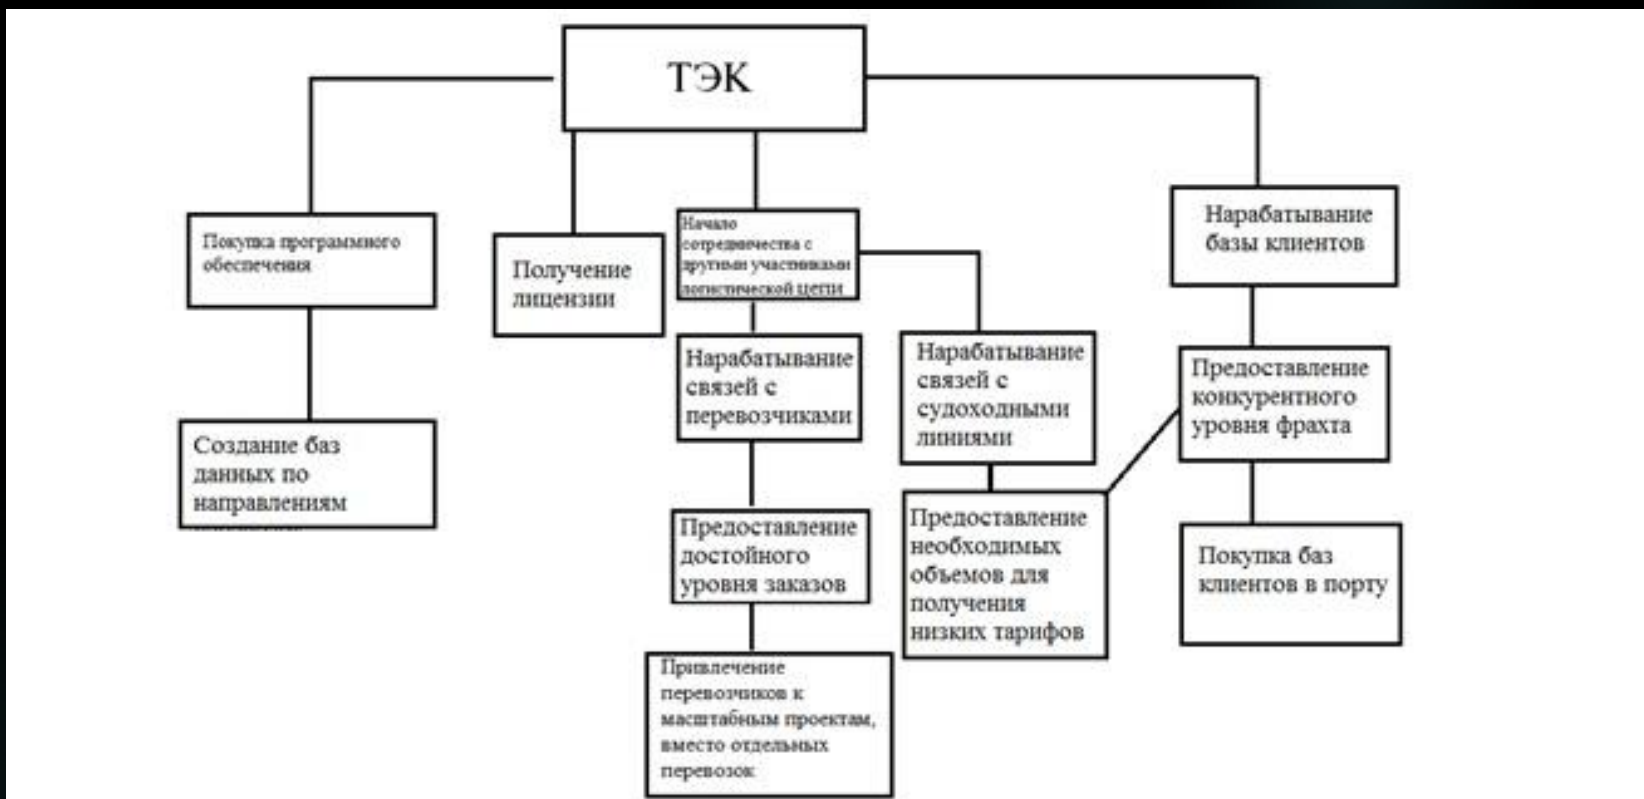 ТЭК
Покупка программного
обеспечения
Создание баз
данных по
направлениям
Получение
лицензии
Начало
сотредничества с
другими участниками
логистической цепи
Нарабатывание
связей с
перевозчиками
Предоставление
достойного
уровня заказов
Привлечение
перевозчиков к
масштабным проектам,
вместо отдельных
перевозок
Нарабатывание
связей с
судоходными
линиями
Предоставление
необходимых
объемов для
получения
низких тарифов
Нарабатывание
базы клиентов
Предоставление
конкурентного
уровня фрахта
Покупка баз
клиентов в порту